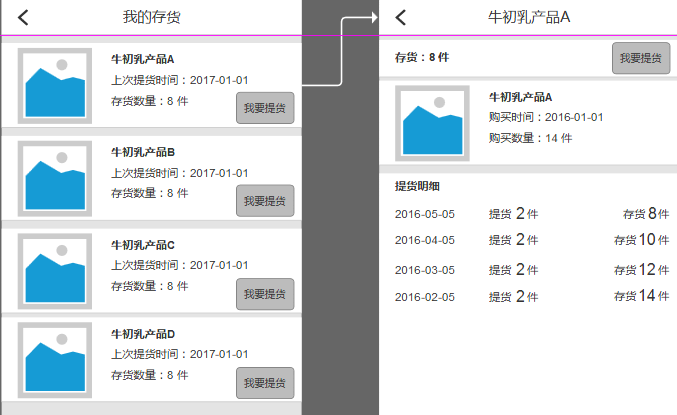 我的存货
牛初乳产品A
上次提货时间：2017-01-01
存货数量：8 件
我要提货
牛初乳产品B
上次提货时间：2017-01-01
存货数量：8 件
我要提货
牛初乳产品C
上次提货时间：2017-01-01
存货数量：8 件
我要提货
牛初乳产品D
上次提货时间：2017-01-01
存货数量：8 件
我要提货
牛初乳产品A
存货：8 件
我要提货
牛初乳产品A
购买时间：2016-01-01
购买数量：14 件
提货明细
2016-05-05 提货 2 件 存货 8 件
2016-04-05 提货 2 件 存货 10 件
2016-03-05 提货 2 件 存货 12 件
2016-02-05 提货 2 件 存货 14 件